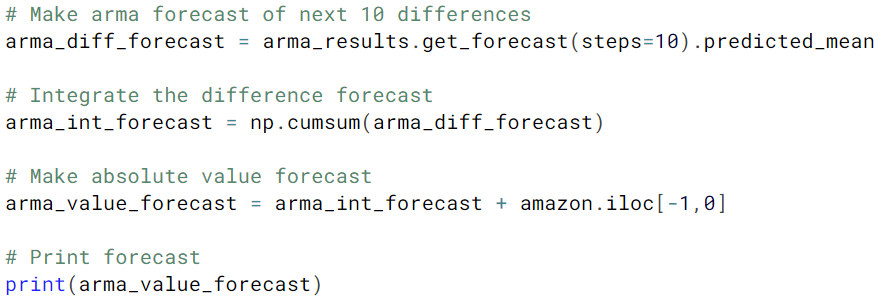 # Make arma forecast of next 10 differences
arma_diff_forecast = arma_results.get_forecast(steps=10).predicted_mean
# Integrate the difference forecast
arma_int_forecast = np.cumsum(arma_diff_forecast)
# Make absolute value forecast
arma_value_forecast = arma_int_forecast + amazon.iloc[-1,0]
# Print forecast
print(arma_value_forecast)